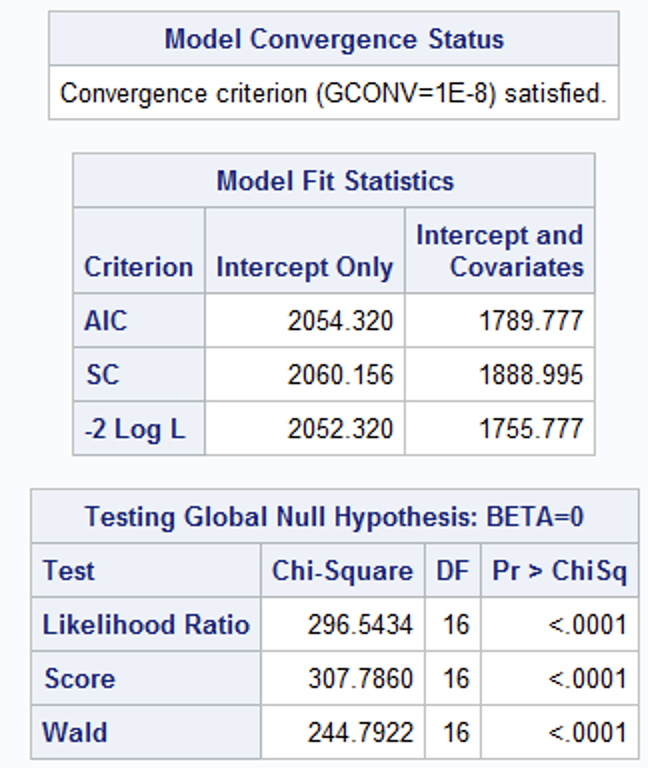 Model Convergence Status
Convergence criterion (GCONV=1E-8) satisfied.
Model Fit Statistics
Criterion Intercept Only Intercept and Covariates
AIC 2054.320 1789.777
SC 2060.156 1888.995
-2 Log L 2052.320 1755.777
Testing Global Null Hypothesis: BETA=0
Test Chi-Square DF Pr > ChiSq
Likelihood Ratio 296.5434 16 <.0001
Score 307.7860 16 <.0001
Wald 244.7922 16 <.0001